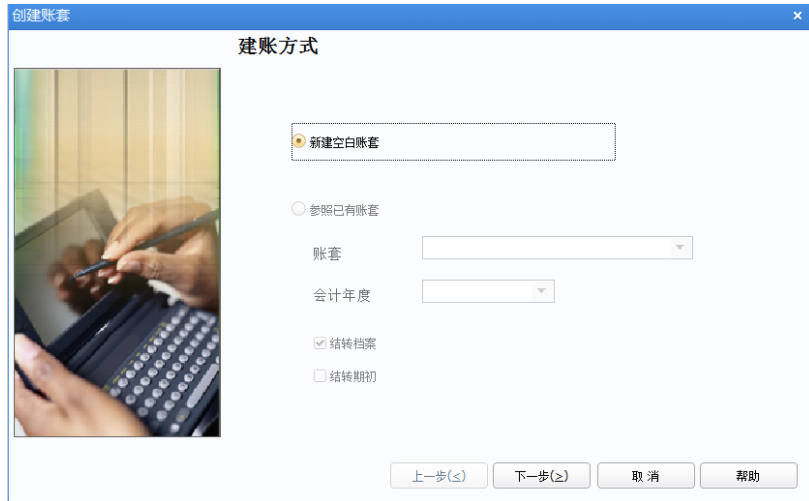 创建账套
建账方式
新建空白账套
参照已有账套
账套
会计年度
结转档案
结转期初
上一步(<) 下一步(>) 取消 帮助